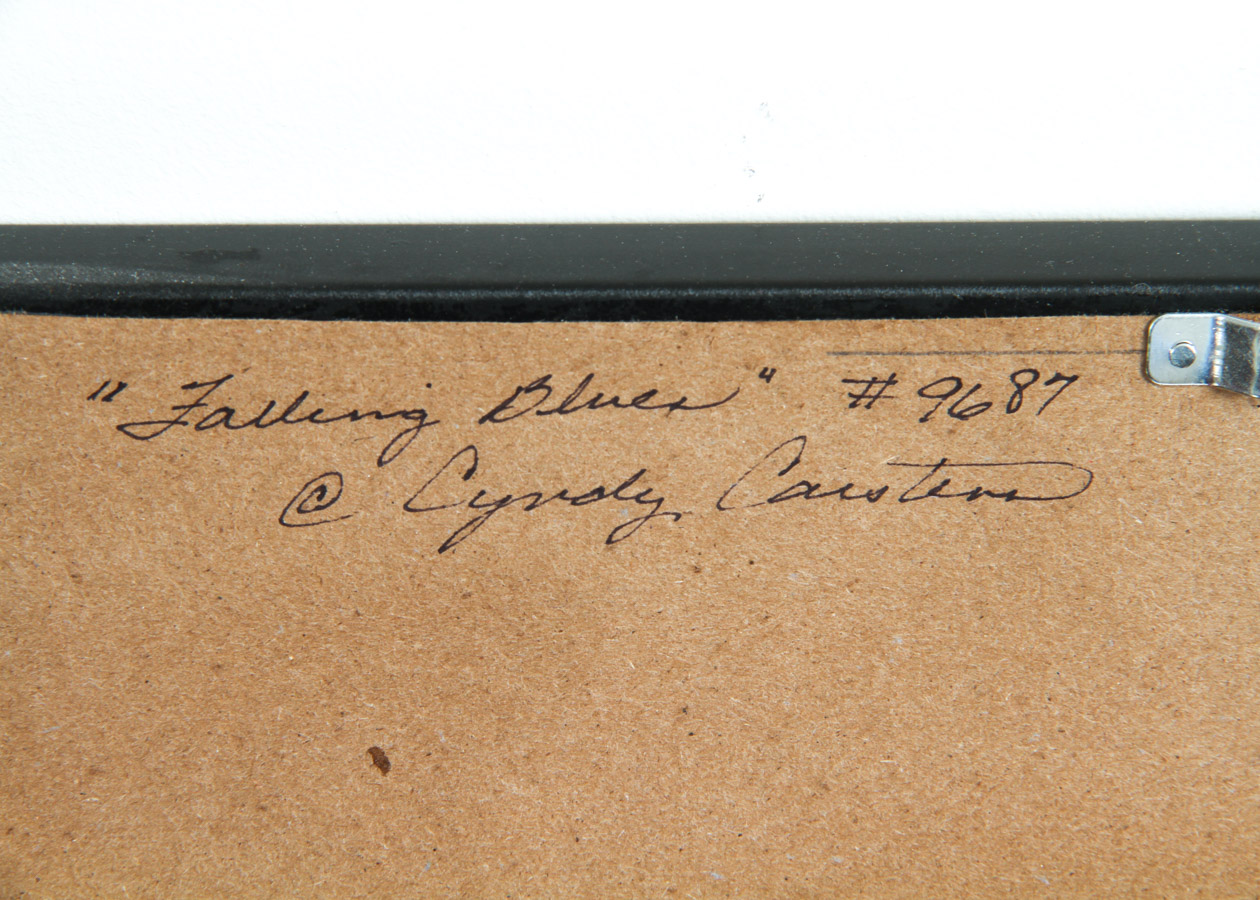 "Falling Blues" #9687
© Cyndy Carstens